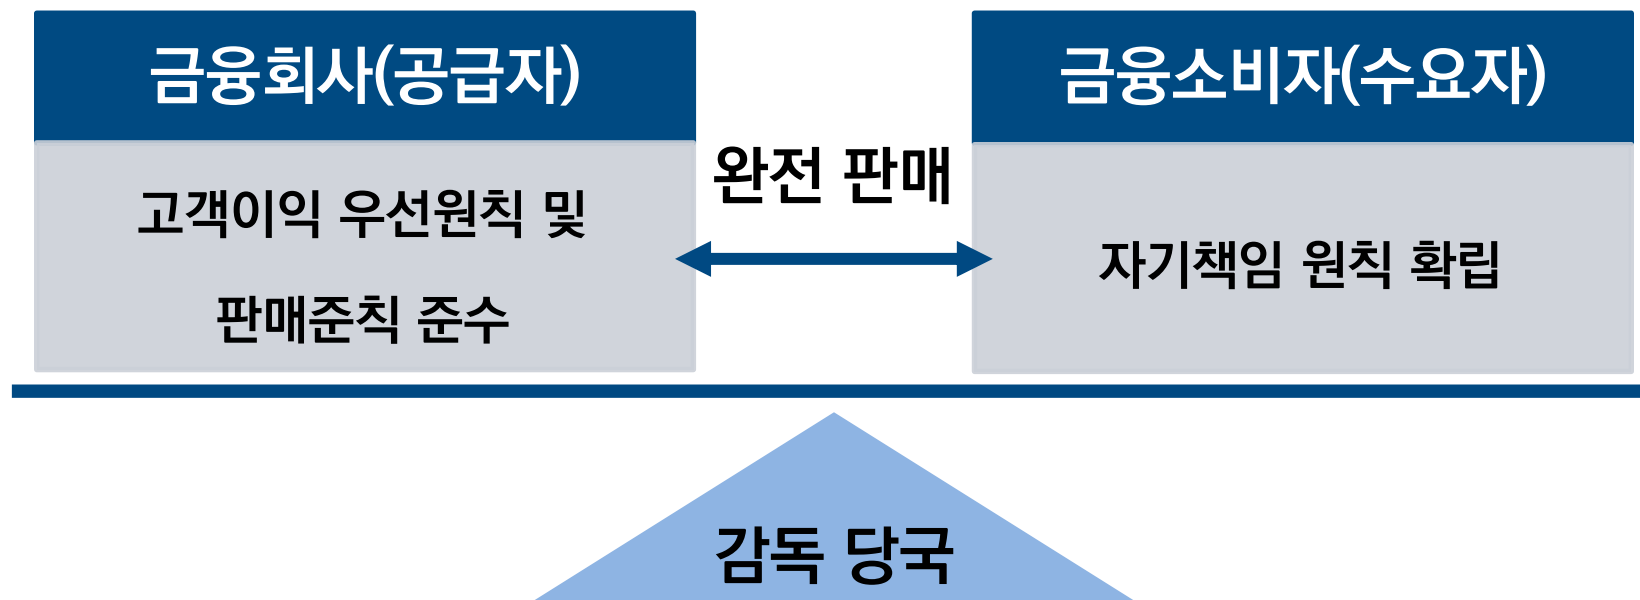 금융회사(공급자)
고객이익 우선원칙 및
판매준칙 준수
완전 판매
금융소비자(수요자)
자기책임 원칙 확립
감독 당국